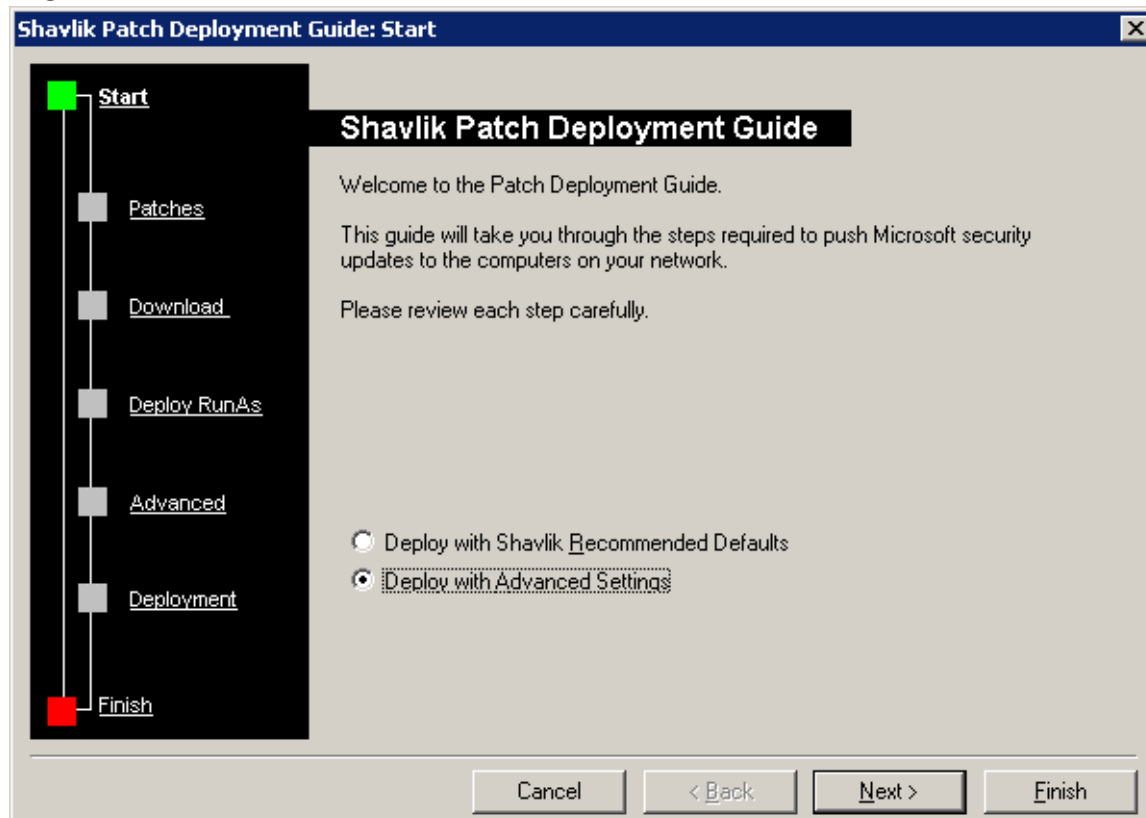 Shavlik Patch Deployment Guide: Start
Start
Patches
Download
Deploy RunAs
Advanced
Deployment
Finish
Shavlik Patch Deployment Guide
Welcome to the Patch Deployment Guide.
This guide will take you through the steps required to push Microsoft security
updates to the computers on your network.
Please review each step carefully.
Deploy with Shavlik Recommended Defaults
Deploy with Advanced Settings
Cancel
< Back
Next >
Finish